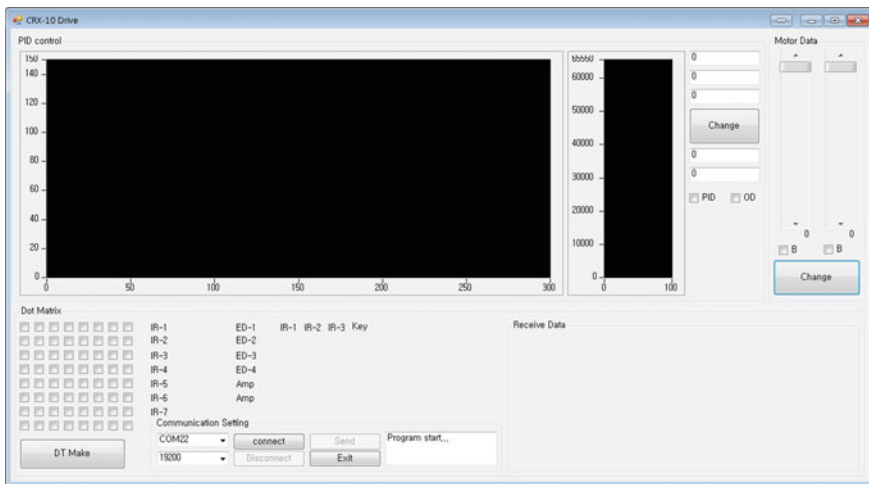 CRX-10 Drive
PID control
Motor Data
150
140
120
100
80
60
40
20
0
0 50 100 150 200 250 300
65550
60000
50000
40000
30000
20000
10000
0
0 100
0
0
0
Change
0
0
PID OD
0 0
B B
Change
Dot Matrix
IR-1 ED-1 IR-1 IR-2 IR-3 Key
IR-2 ED-2
IR-3 ED-3
IR-4 ED-4
IR-5 Amp
IR-6 Amp
IR-7
DT Make
Communication Setting
COM22 connect Send Program start,,,
19200 Disconnect Exit
Receive Data